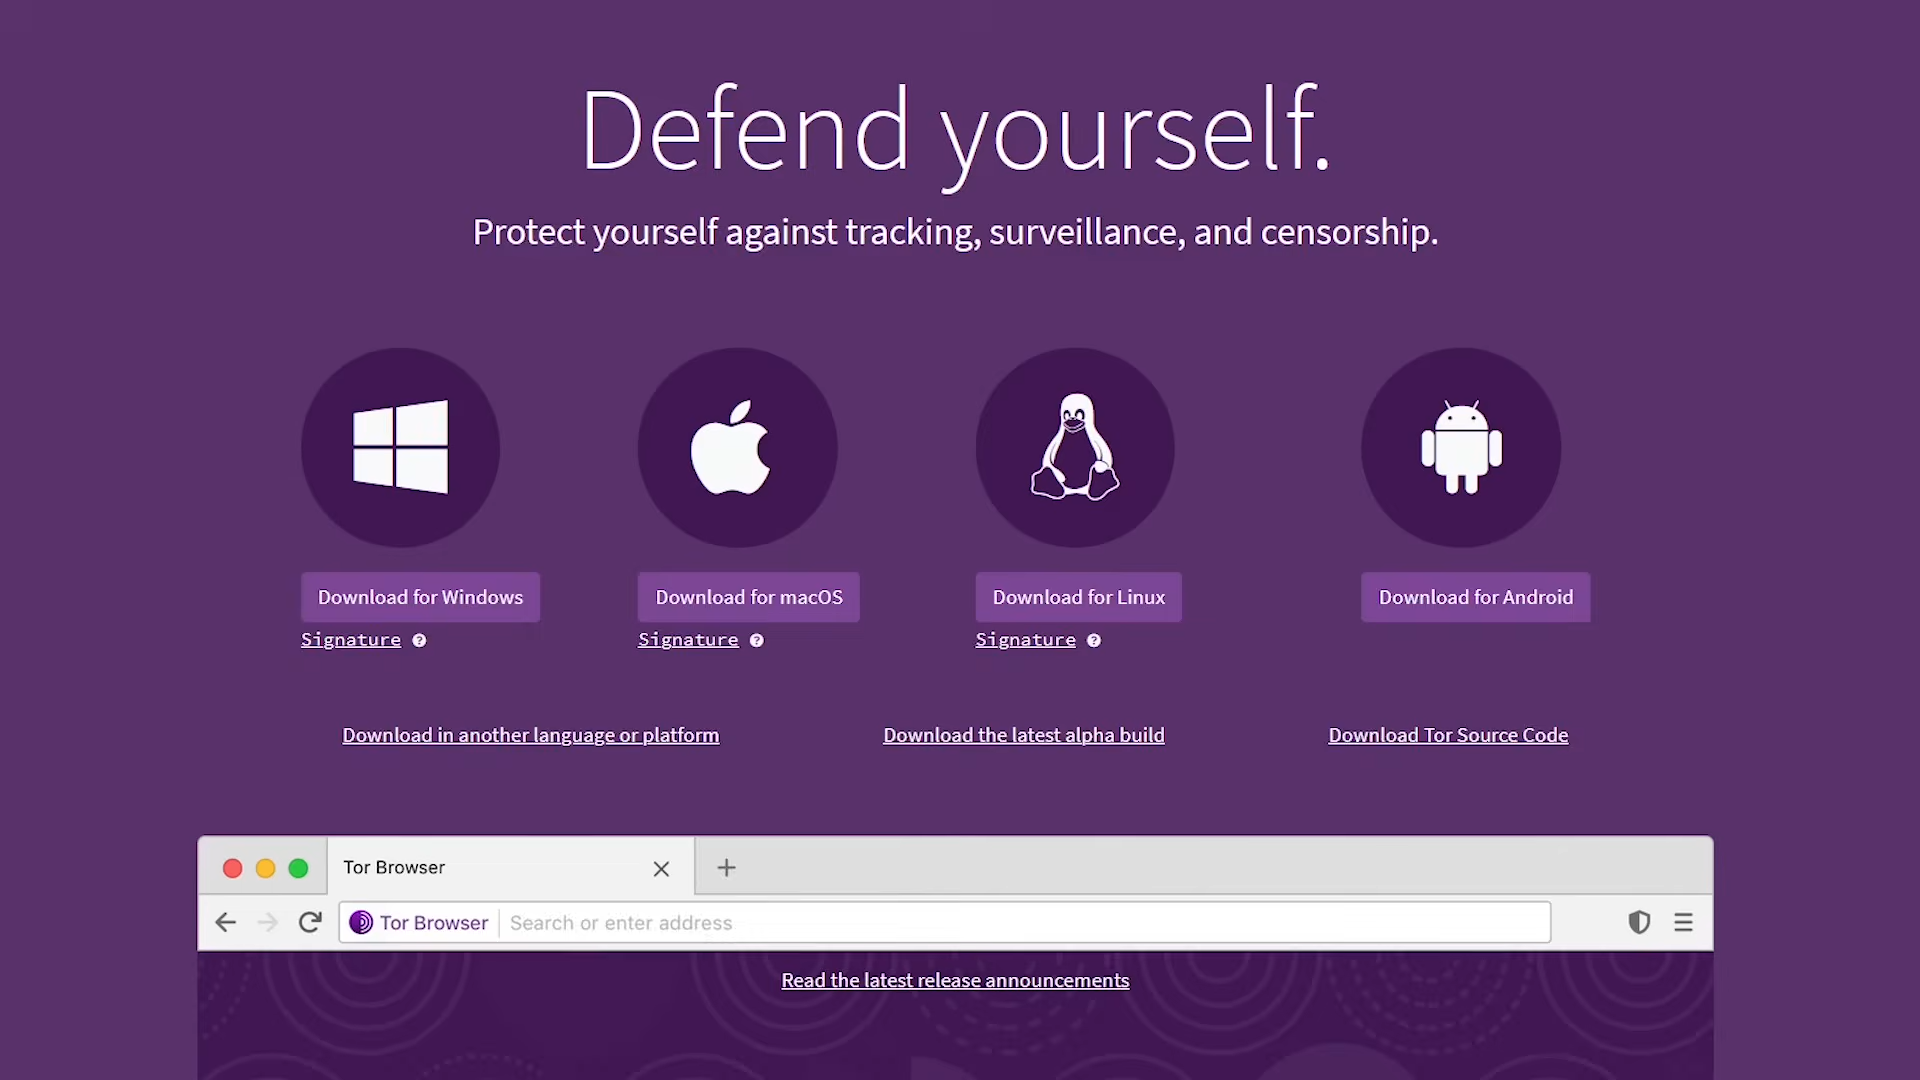 Defend yourself.
Protect yourself against tracking, surveillance, and censorship.
Download for Windows
Download for macOS
Download for Linux
Download for Android
Signature ?
Signature ?
Signature ?
Download in another language or platform
Download the latest alpha build
Download Tor Source Code
Tor Browser
Tor Browser
Search or enter address
Read the latest release announcements